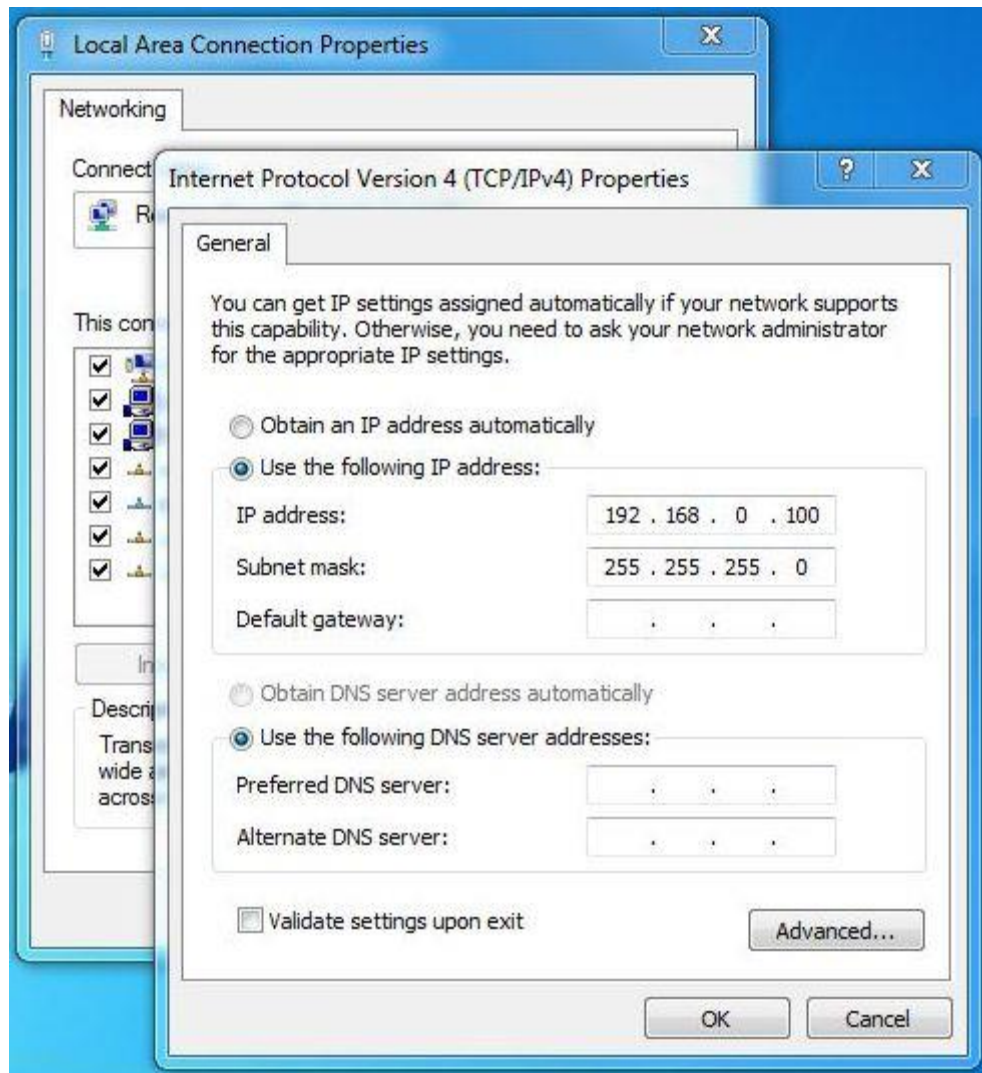 Local Area Connection Properties
Networking
Connect
Internet Protocol Version 4 (TCP/IPv4) Properties
General
You can get IP settings assigned automatically if your network supports
this capability. Otherwise, you need to ask your network administrator
for the appropriate IP settings.
This con
Obtain an IP address automatically
Use the following IP address:
IP address: 192 . 168 . 0 . 100
Subnet mask: 255 . 255 . 255 . 0
Default gateway: . . .
Obtain DNS server address automatically
Use the following DNS server addresses:
Preferred DNS server: . . .
Alternate DNS server: . . .
Descrip
Trans
wide a
across
Validate settings upon exit
Advanced...
OK Cancel